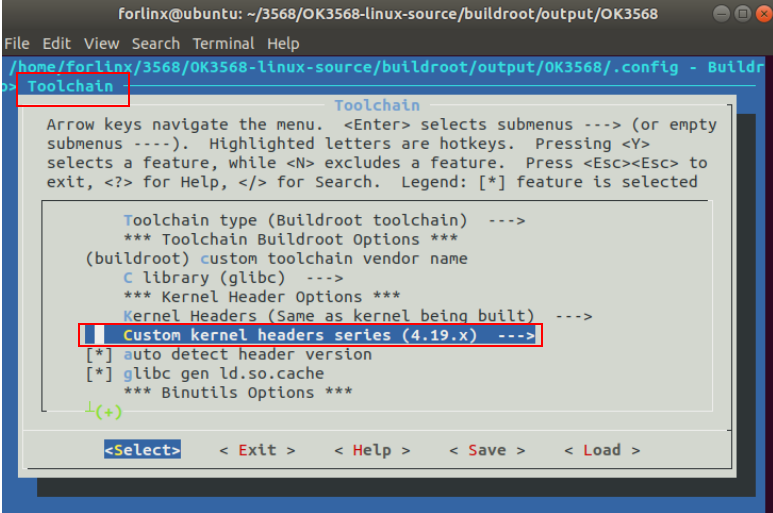 forlinx@ubuntu: ~/3568/OK3568-linux-source/buildroot/output/OK3568
File Edit View Search Terminal Help
/home/forlinx/3568/OK3568-linux-source/buildroot/output/OK3568/.config - Buildr
> Toolchain
Toolchain
Arrow keys navigate the menu. <Enter> selects submenus ---> (or empty
submenus ----). Highlighted letters are hotkeys. Pressing <Y>
selects a feature, while <N> excludes a feature. Press <Esc><Esc> to
exit, <?> for Help, </> for Search. Legend: [*] feature is selected
Toolchain type (Buildroot toolchain) --->
*** Toolchain Buildroot Options ***
(buildroot) custom toolchain vendor name
C library (glibc) --->
*** Kernel Header Options ***
Kernel Headers (Same as kernel being built) --->
Custom kernel headers series (4.19.x) --->
[*] auto detect header version
[*] glibc gen ld.so.cache
*** Binutils Options ***
┴(+)
<Select> < Exit > < Help > < Save > < Load >